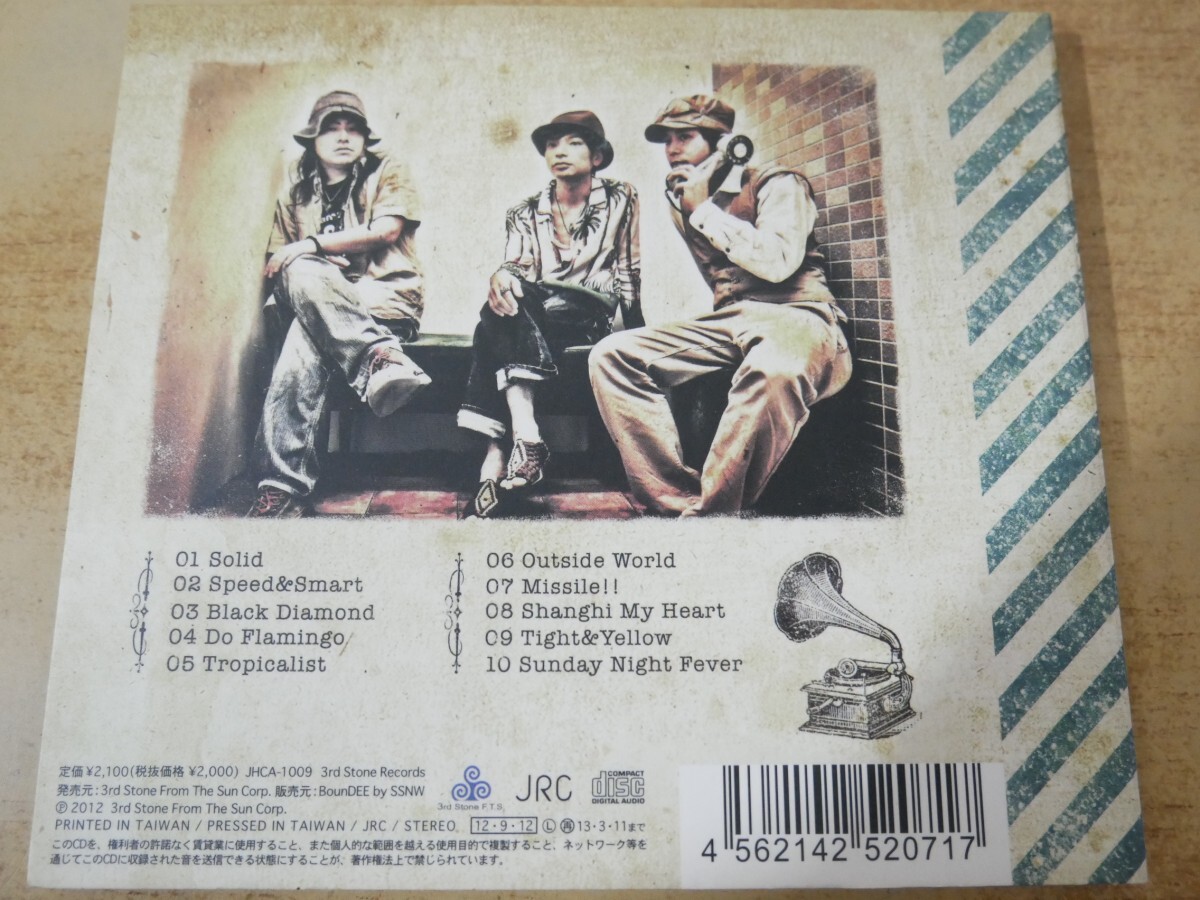 01 Solid
02 Speed&Smart
03 Black Diamond
04 Do Flamingo
05 Tropicalist
06 Outside World
07 Missile!!
08 Shanghi My Heart
09 Tight&Yellow
10 Sunday Night Fever
定価 ¥2,100(税抜価格 ¥2,000) JHCA-1009 3rd Stone Records
発売元:3rd Stone From The Sun Corp. 販売元:BounDEE by SSNW
Ⓟ 2012 3rd Stone From The Sun Corp.
PRINTED IN TAIWAN / PRESSED IN TAIWAN / JRC / STEREO 12・9・12 Ⓛ 再 13・3・11まで
このCDを、権利者の許諾なく賃貸業に使用すること、また個人的な範囲を越える使用目的で複製すること、ネットワーク等を
通じてこのCDに収録された音を送信できる状態にすることが、著作権法上で禁じられています。
3rd Stone F.T.S.
JRC
COMPACT
disc
DIGITAL AUDIO
4 562142 520717